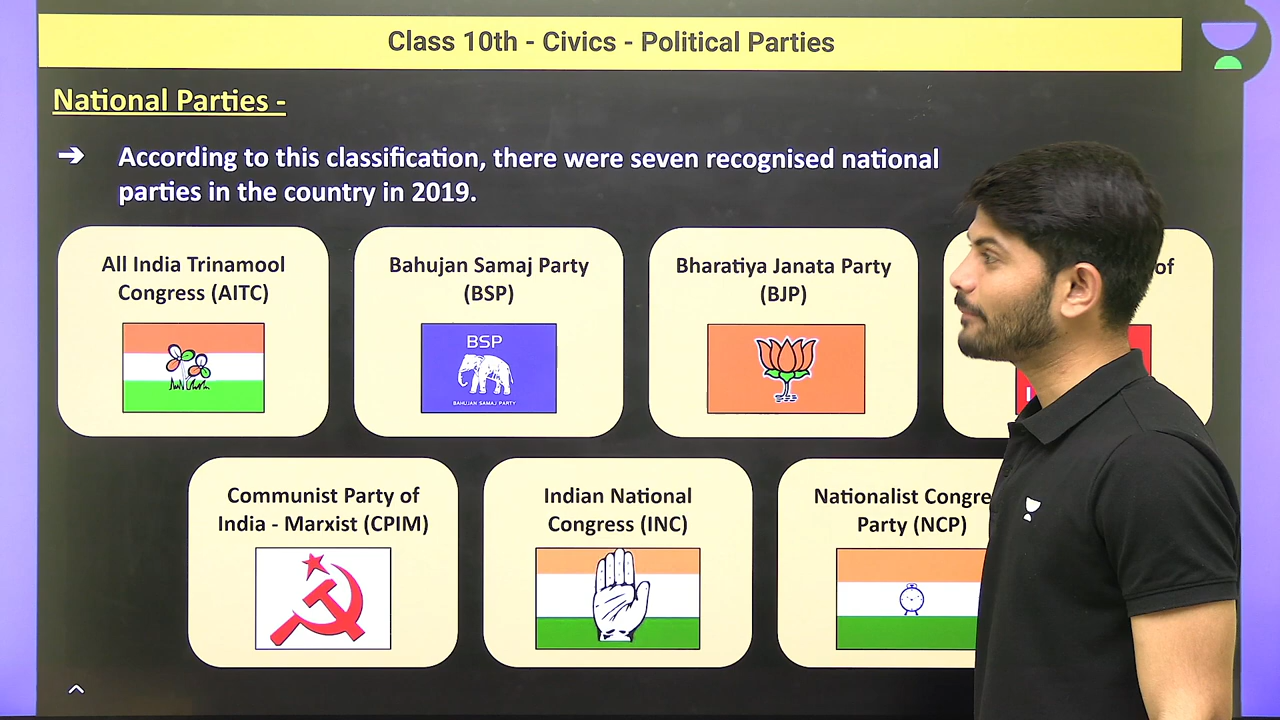 Class 10th - Civics - Political Parties
National Parties -
➔ According to this classification, there were seven recognised national
parties in the country in 2019.
All India Trinamool
Congress (AITC)
Bahujan Samaj Party
(BSP)
BSP
BAHUJAN SAMAJ PARTY
Bharatiya Janata Party
(BJP)
of
Communist Party of
India - Marxist (CPIM)
Indian National
Congress (INC)
Nationalist Congre
Party (NCP)